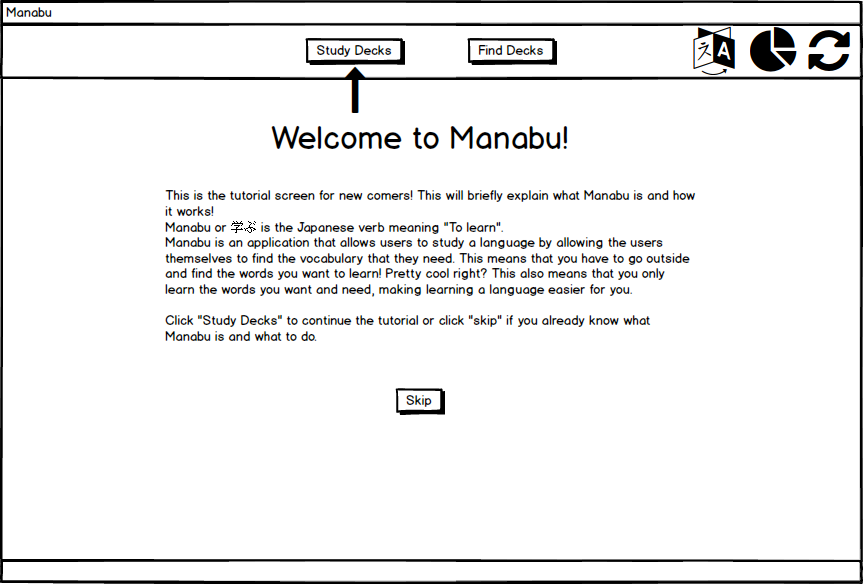 Manabu
Study Decks
Find Decks
A
Welcome to Manabu!
This is the tutorial screen for new comers! This will briefly explain what Manabu is and how
it works!
Manabu or 学ぶ is the Japanese verb meaning "To learn".
Manabu is an application that allows users to study a language by allowing the users
themselves to find the vocabulary that they need. This means that you have to go outside
and find the words you want to learn! Pretty cool right? This also means that you only
learn the words you want and need, making learning a language easier for you.
Click "Study Decks" to continue the tutorial or click "skip" if you already know what
Manabu is and what to do.
Skip